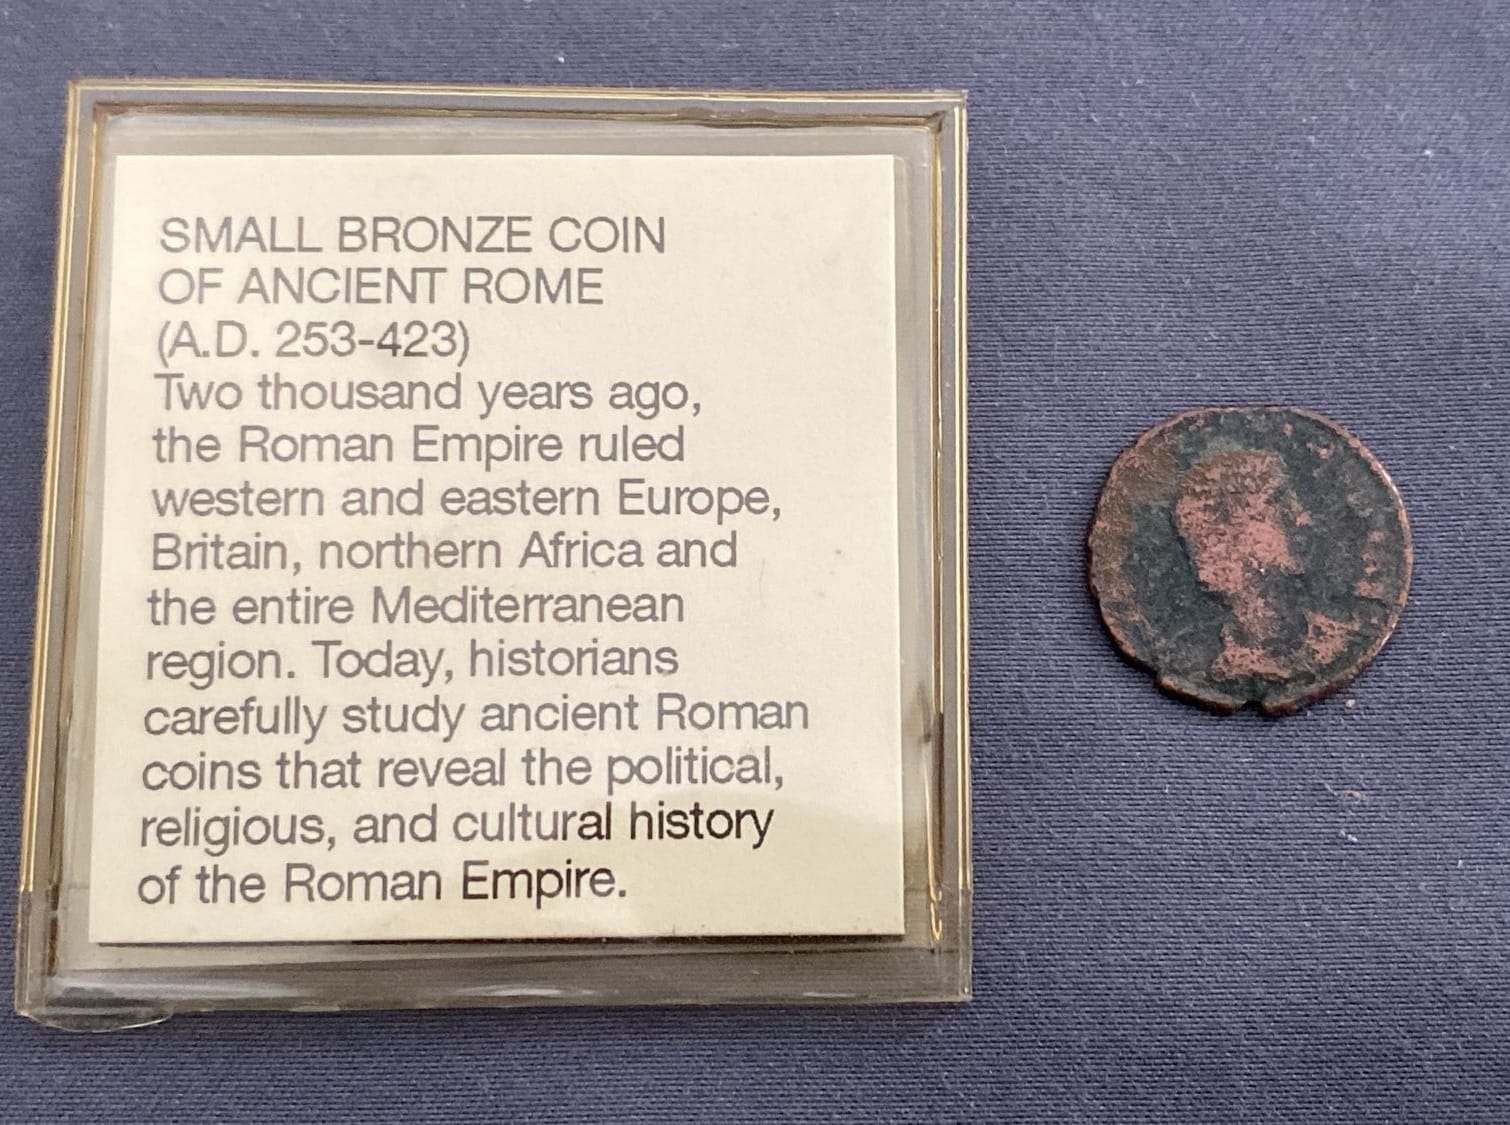 SMALL BRONZE COIN
OF ANCIENT ROME
(A.D. 253-423)
Two thousand years ago,
the Roman Empire ruled
western and eastern Europe,
Britain, northern Africa and
the entire Mediterranean
region. Today, historians
carefully study ancient Roman
coins that reveal the political,
religious, and cultural history
of the Roman Empire.